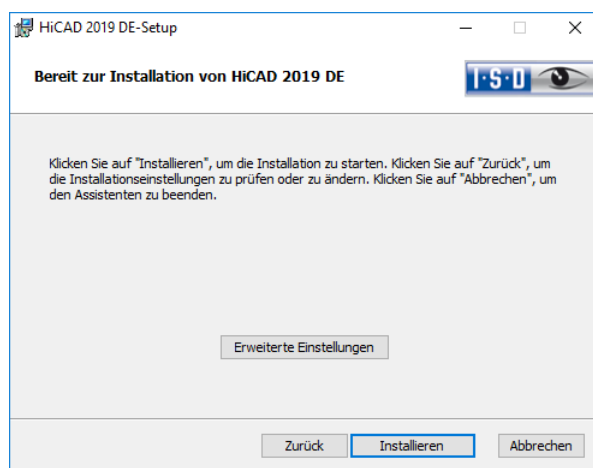 HiCAD 2019 DE-Setup
Bereit zur Installation von HiCAD 2019 DE
I·S·D
Klicken Sie auf "Installieren", um die Installation zu starten. Klicken Sie auf "Zurück", um
die Installationseinstellungen zu prüfen oder zu ändern. Klicken Sie auf "Abbrechen", um
den Assistenten zu beenden.
Erweiterte Einstellungen
Zurück
Installieren
Abbrechen